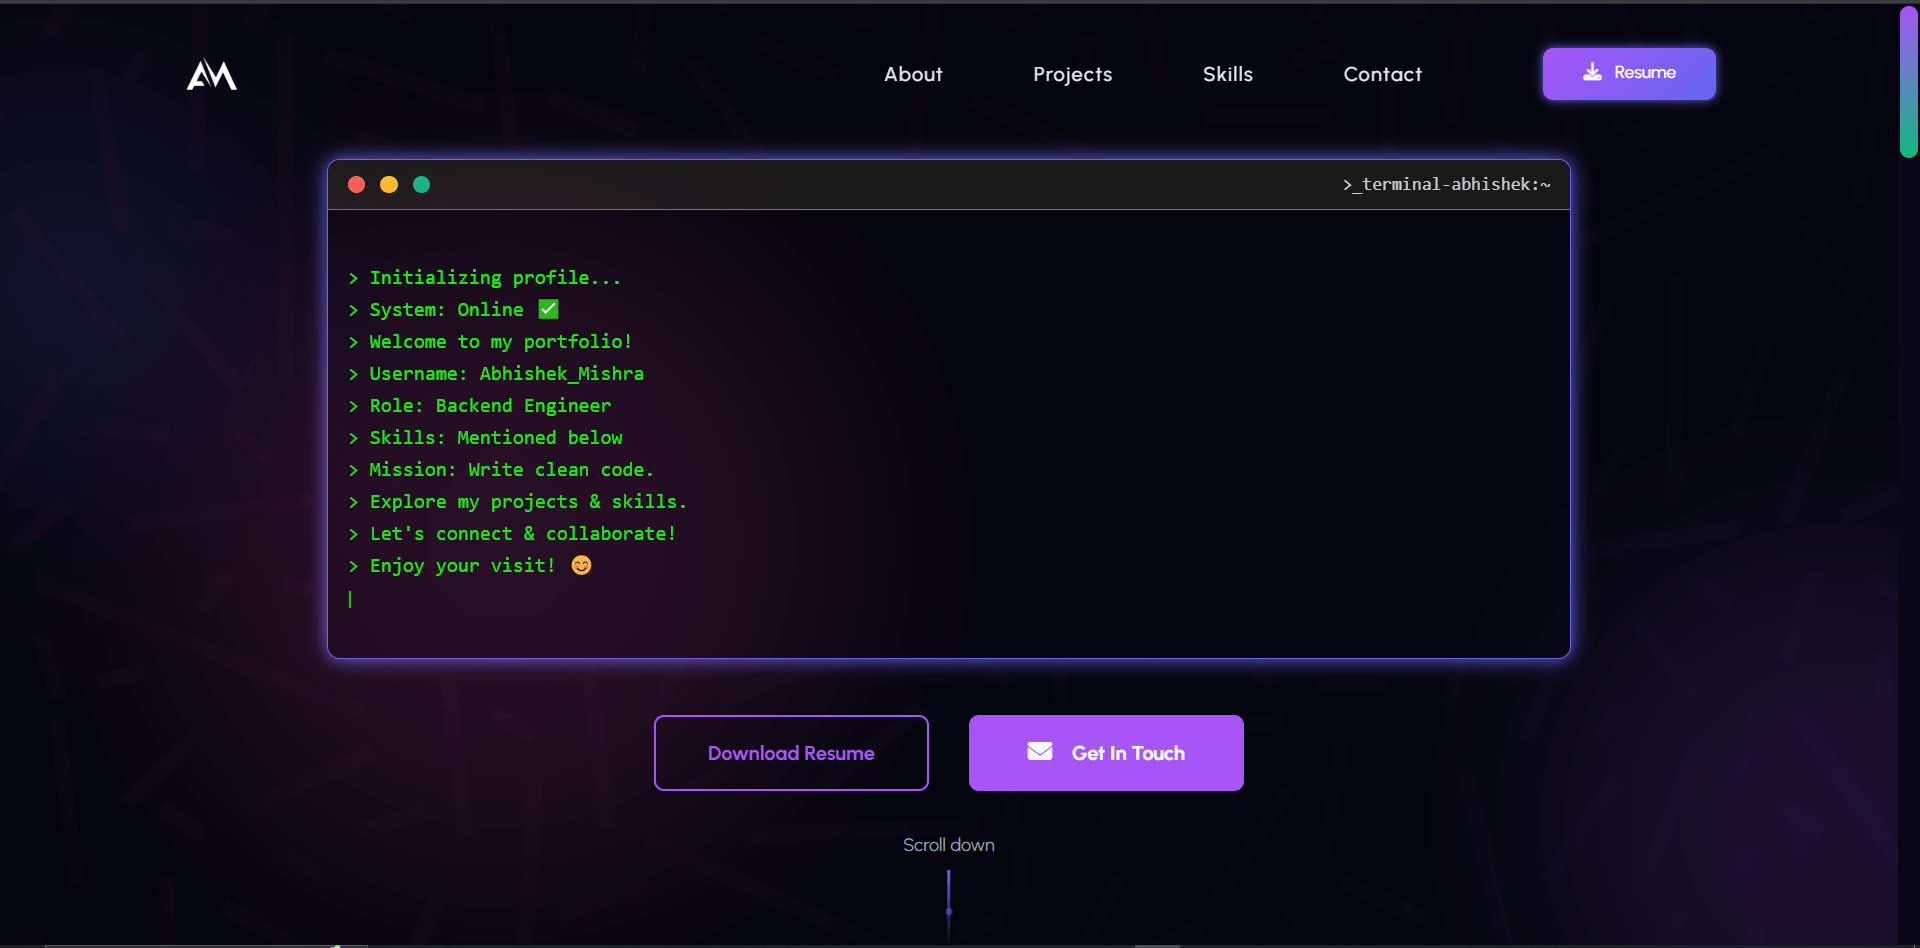 AM
About Projects Skills Contact Resume
>_terminal-abhishek:~
> Initializing profile...
> System: Online ✅
> Welcome to my portfolio!
> Username: Abhishek_Mishra
> Role: Backend Engineer
> Skills: Mentioned below
> Mission: Write clean code.
> Explore my projects & skills.
> Let's connect & collaborate!
> Enjoy your visit! 😊
|
Download Resume Get In Touch
Scroll down